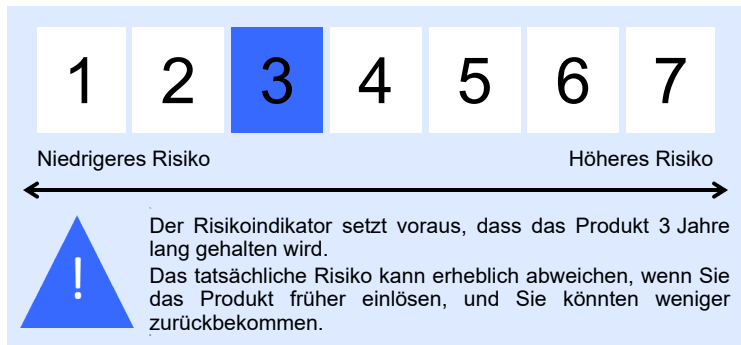 1 2 3 4 5 6 7
Niedrigeres Risiko Höheres Risiko
Der Risikoindikator setzt voraus, dass das Produkt 3 Jahre
lang gehalten wird.
Das tatsächliche Risiko kann erheblich abweichen, wenn Sie
! das Produkt früher einlösen, und Sie könnten weniger
zurückbekommen.